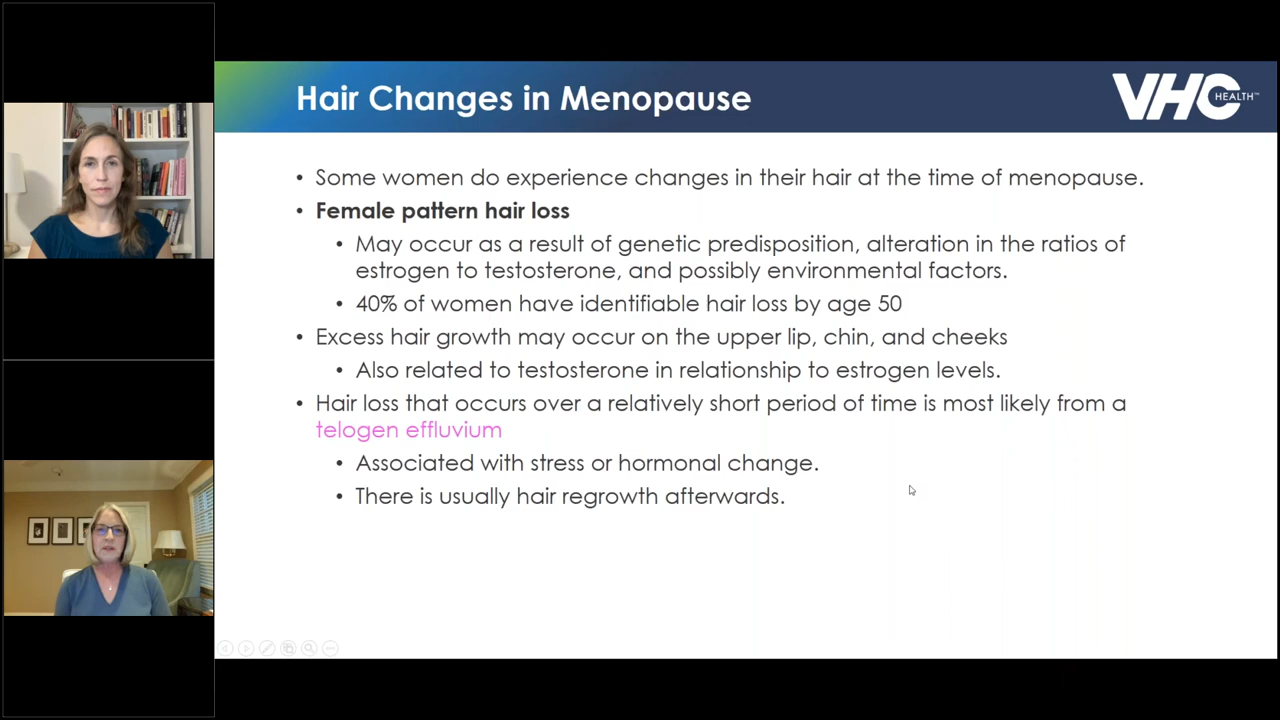 Hair Changes in Menopause
VHC
HEALTH™
• Some women do experience changes in their hair at the time of menopause.
• Female pattern hair loss
• May occur as a result of genetic predisposition, alteration in the ratios of
estrogen to testosterone, and possibly environmental factors.
• 40% of women have identifiable hair loss by age 50
• Excess hair growth may occur on the upper lip, chin, and cheeks
• Also related to testosterone in relationship to estrogen levels.
• Hair loss that occurs over a relatively short period of time is most likely from a
telogen effluvium
• Associated with stress or hormonal change.
• There is usually hair regrowth afterwards.